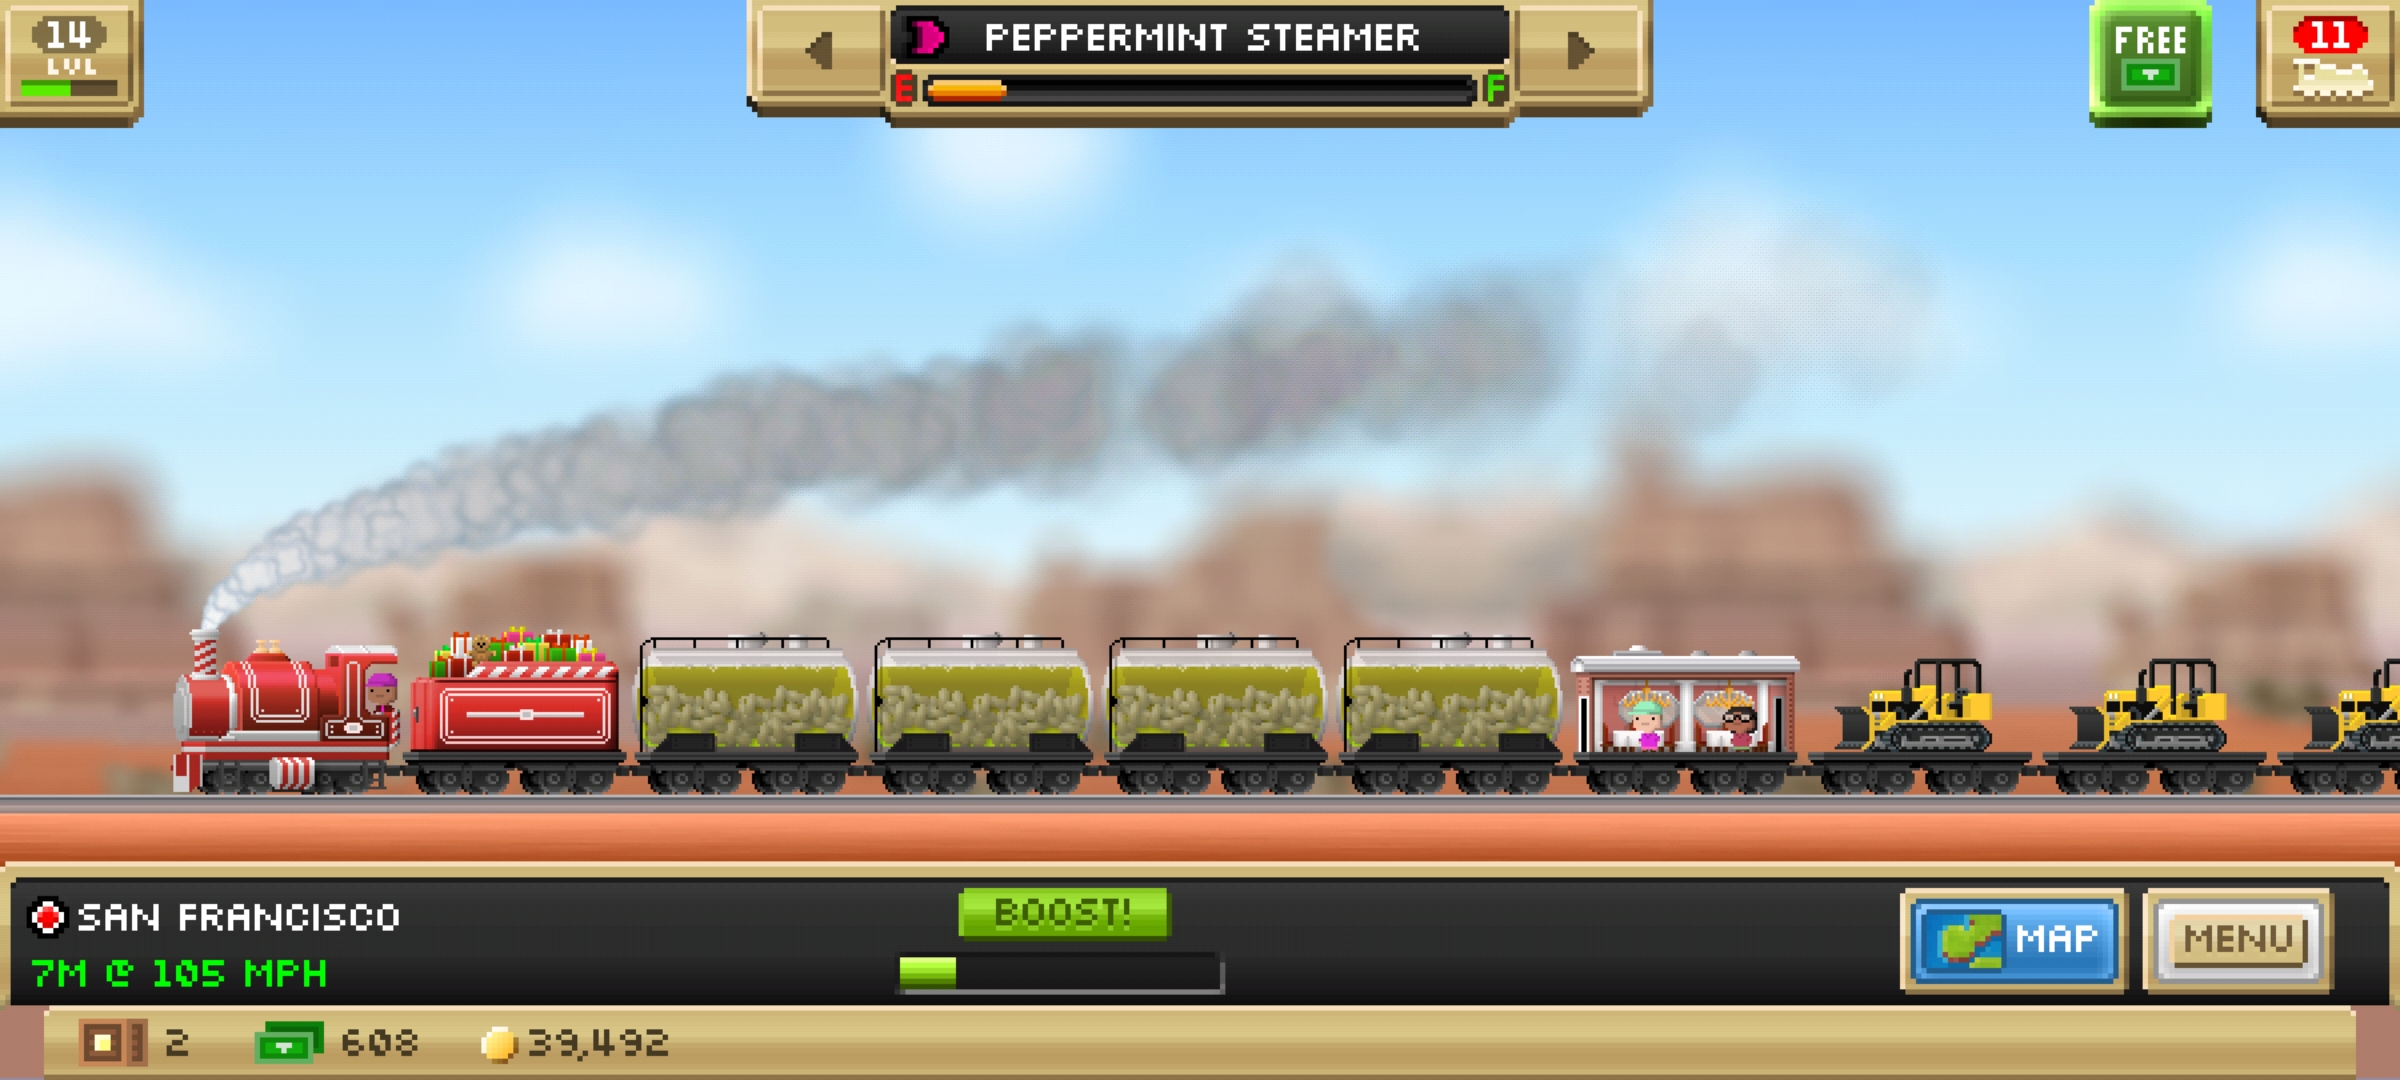 14
LVL
PEPPERMINT STEAMER
E F
FREE
11
SAN FRANCISCO
7M @ 105 MPH
BOOST!
MAP
MENU
2
608
39,492